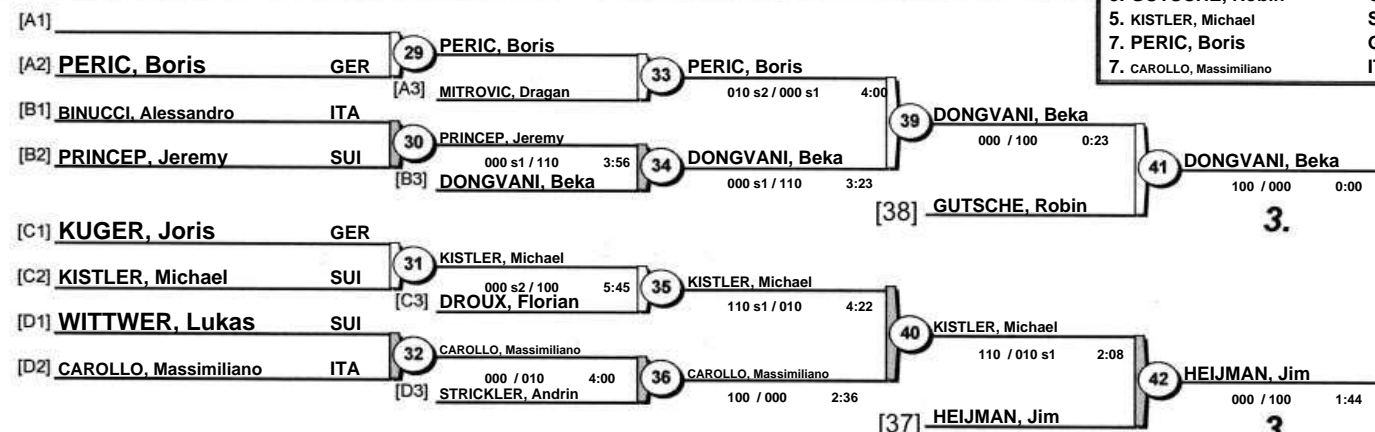 5. KISTLER, Michael
7. PERIC, Boris
7. CAROLLO, Massimiliano
[A1]
[A2] PERIC, Boris GER
29
PERIC, Boris
[A3] MITROVIC, Dragan
33
PERIC, Boris
010 s2 / 000 s1 4:00
[B1] BINUCCI, Alessandro ITA
[B2] PRINCEP, Jeremy SUI
30
PRINCEP, Jeremy
000 s1 / 110 3:56
[B3] DONGVANI, Beka
34
DONGVANI, Beka
000 s1 / 110 3:23
39
DONGVANI, Beka
000 / 100 0:23
[38] GUTSCHE, Robin
41
DONGVANI, Beka
100 / 000 0:00
3.
[C1] KUGER, Joris GER
[C2] KISTLER, Michael SUI
31
KISTLER, Michael
000 s2 / 100 5:45
[C3] DROUX, Florian
35
KISTLER, Michael
110 s1 / 010 4:22
[D1] WITTWER, Lukas SUI
[D2] CAROLLO, Massimiliano ITA
32
CAROLLO, Massimiliano
000 / 010 4:00
[D3] STRICKLER, Andrin
36
CAROLLO, Massimiliano
100 / 000 2:36
40
KISTLER, Michael
110 / 010 s1 2:08
[37] HEIJMAN, Jim
42
HEIJMAN, Jim
000 / 100 1:44
3